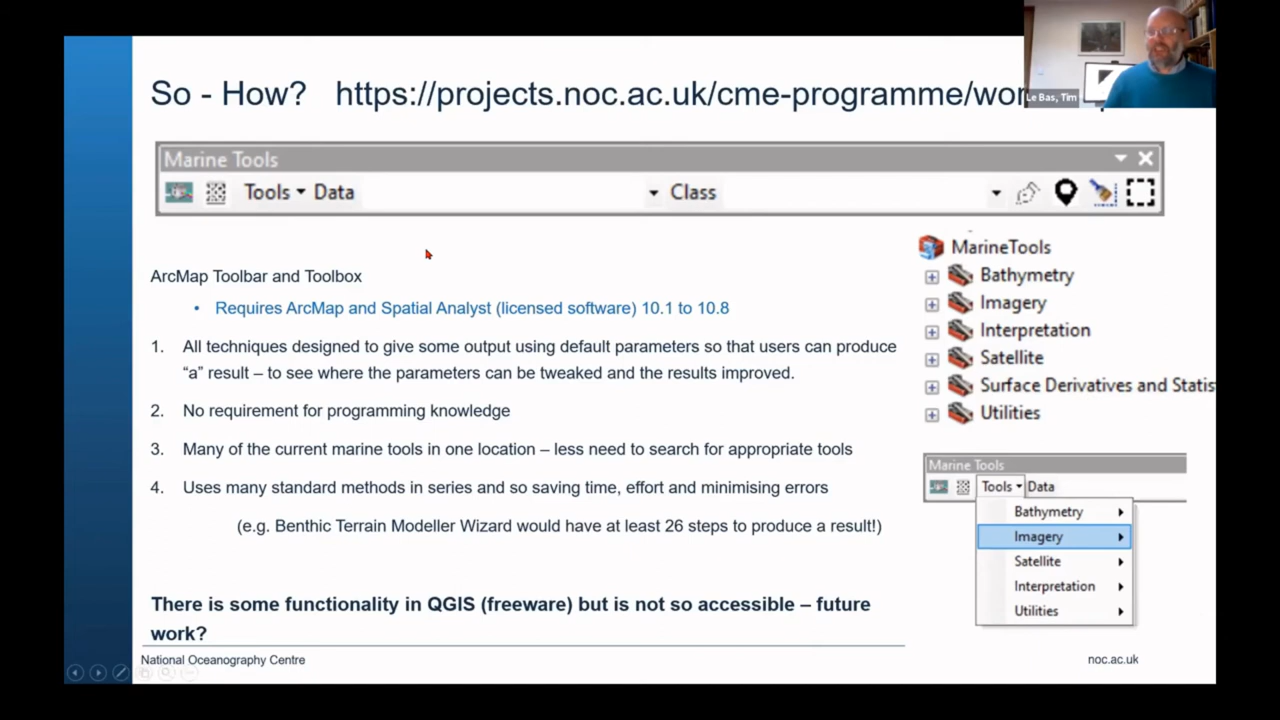 So - How? https://projects.noc.ac.uk/cme-programme/wor
Le Bas, Tim
Marine Tools
Tools Data Class
ArcMap Toolbar and Toolbox
• Requires ArcMap and Spatial Analyst (licensed software) 10.1 to 10.8
1. All techniques designed to give some output using default parameters so that users can produce
“a” result – to see where the parameters can be tweaked and the results improved.
2. No requirement for programming knowledge
3. Many of the current marine tools in one location – less need to search for appropriate tools
4. Uses many standard methods in series and so saving time, effort and minimising errors
(e.g. Benthic Terrain Modeller Wizard would have at least 26 steps to produce a result!)
There is some functionality in QGIS (freeware) but is not so accessible – future
work?
MarineTools
Bathymetry
Imagery
Interpretation
Satellite
Surface Derivatives and Statis
Utilities
Marine Tools
Tools Data
Bathymetry
Imagery
Satellite
Interpretation
Utilities
National Oceanography Centre
noc.ac.uk